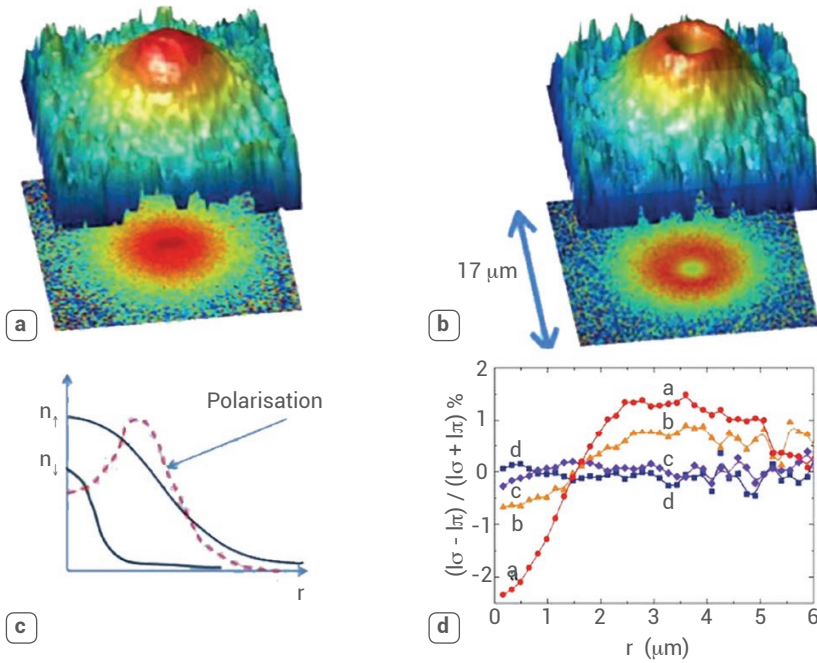 a
17 μm
b
n↑
n↓
Polarisation
r
c
2
1
0
-1
-2
(Iσ - Iπ) / (Iσ + Iπ) %
a
b
d
c
c
d
b
a
0
1
2
3
4
5
6
r (μm)
d